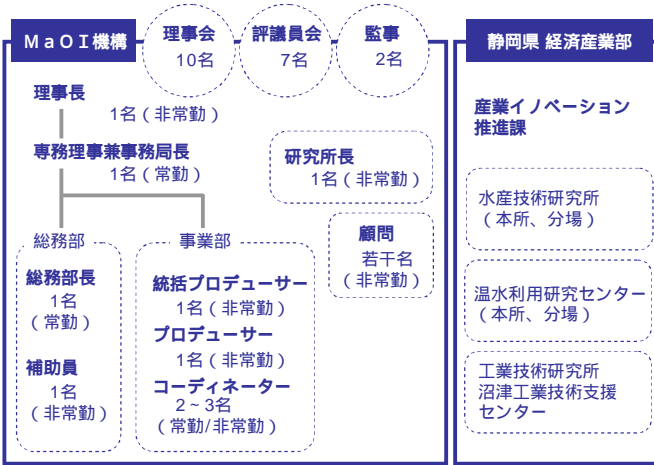 MaOI機構
理事会
10名
評議員会
7名
監事
2名
理事長
1名(非常勤)
専務理事兼事務局長
1名(常勤)
研究所長
1名(非常勤)
顧問
若干名
(非常勤)
総務部
総務部長
1名
(常勤)
補助員
1名
(非常勤)
事業部
統括プロデューサー
1名(非常勤)
プロデューサー
1名(非常勤)
コーディネーター
2~3名
(常勤/非常勤)
静岡県 経済産業部
産業イノベーション
推進課
水産技術研究所
(本所、分場)
温水利用研究センター
(本所、分場)
工業技術研究所
沼津工業技術支援
センター